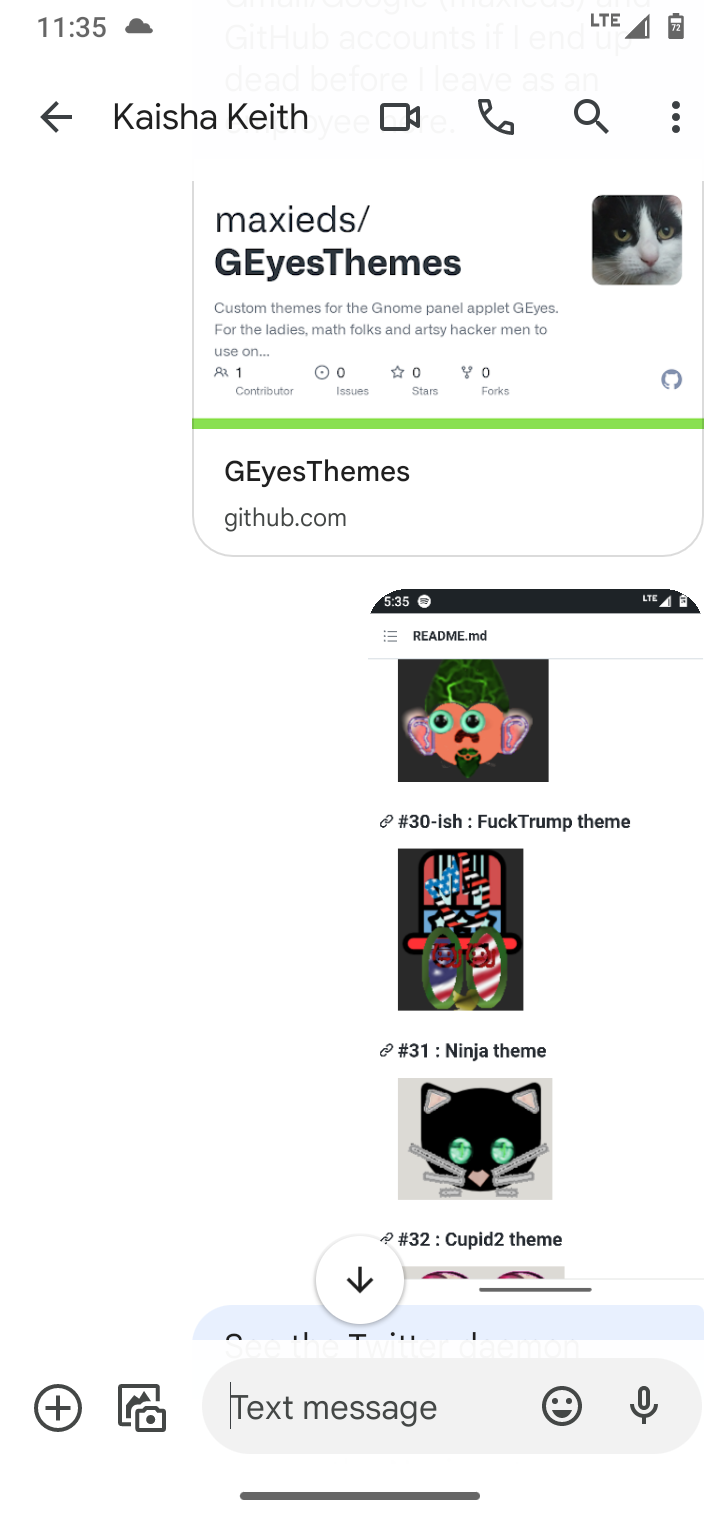 11:35
LTE
72
Gmail/Google (maxieds) and
GitHub accounts if I end up
dead before I leave as an
employee here.
Kaisha Keith
maxieds/
GEyesThemes
Custom themes for the Gnome panel applet GEyes.
For the ladies, math folks and artsy hacker men to
use on...
1 0 0 0
Contributor Issues Stars Forks
GEyesThemes
github.com
5:35
LTE
README.md
#30-ish : FuckTrump theme
#31 : Ninja theme
#32 : Cupid2 theme
See the Twitter daemon
Text message